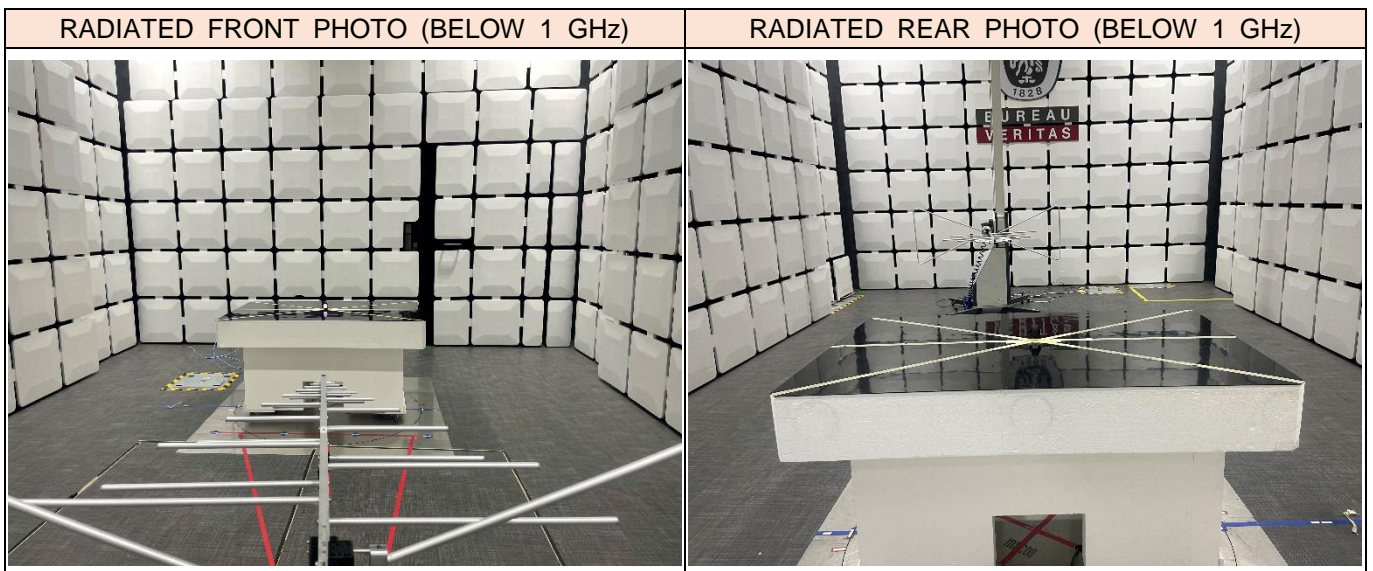 RADIATED FRONT PHOTO (BELOW 1 GHz)
RADIATED REAR PHOTO (BELOW 1 GHz)
1828
BUREAU
VERITAS